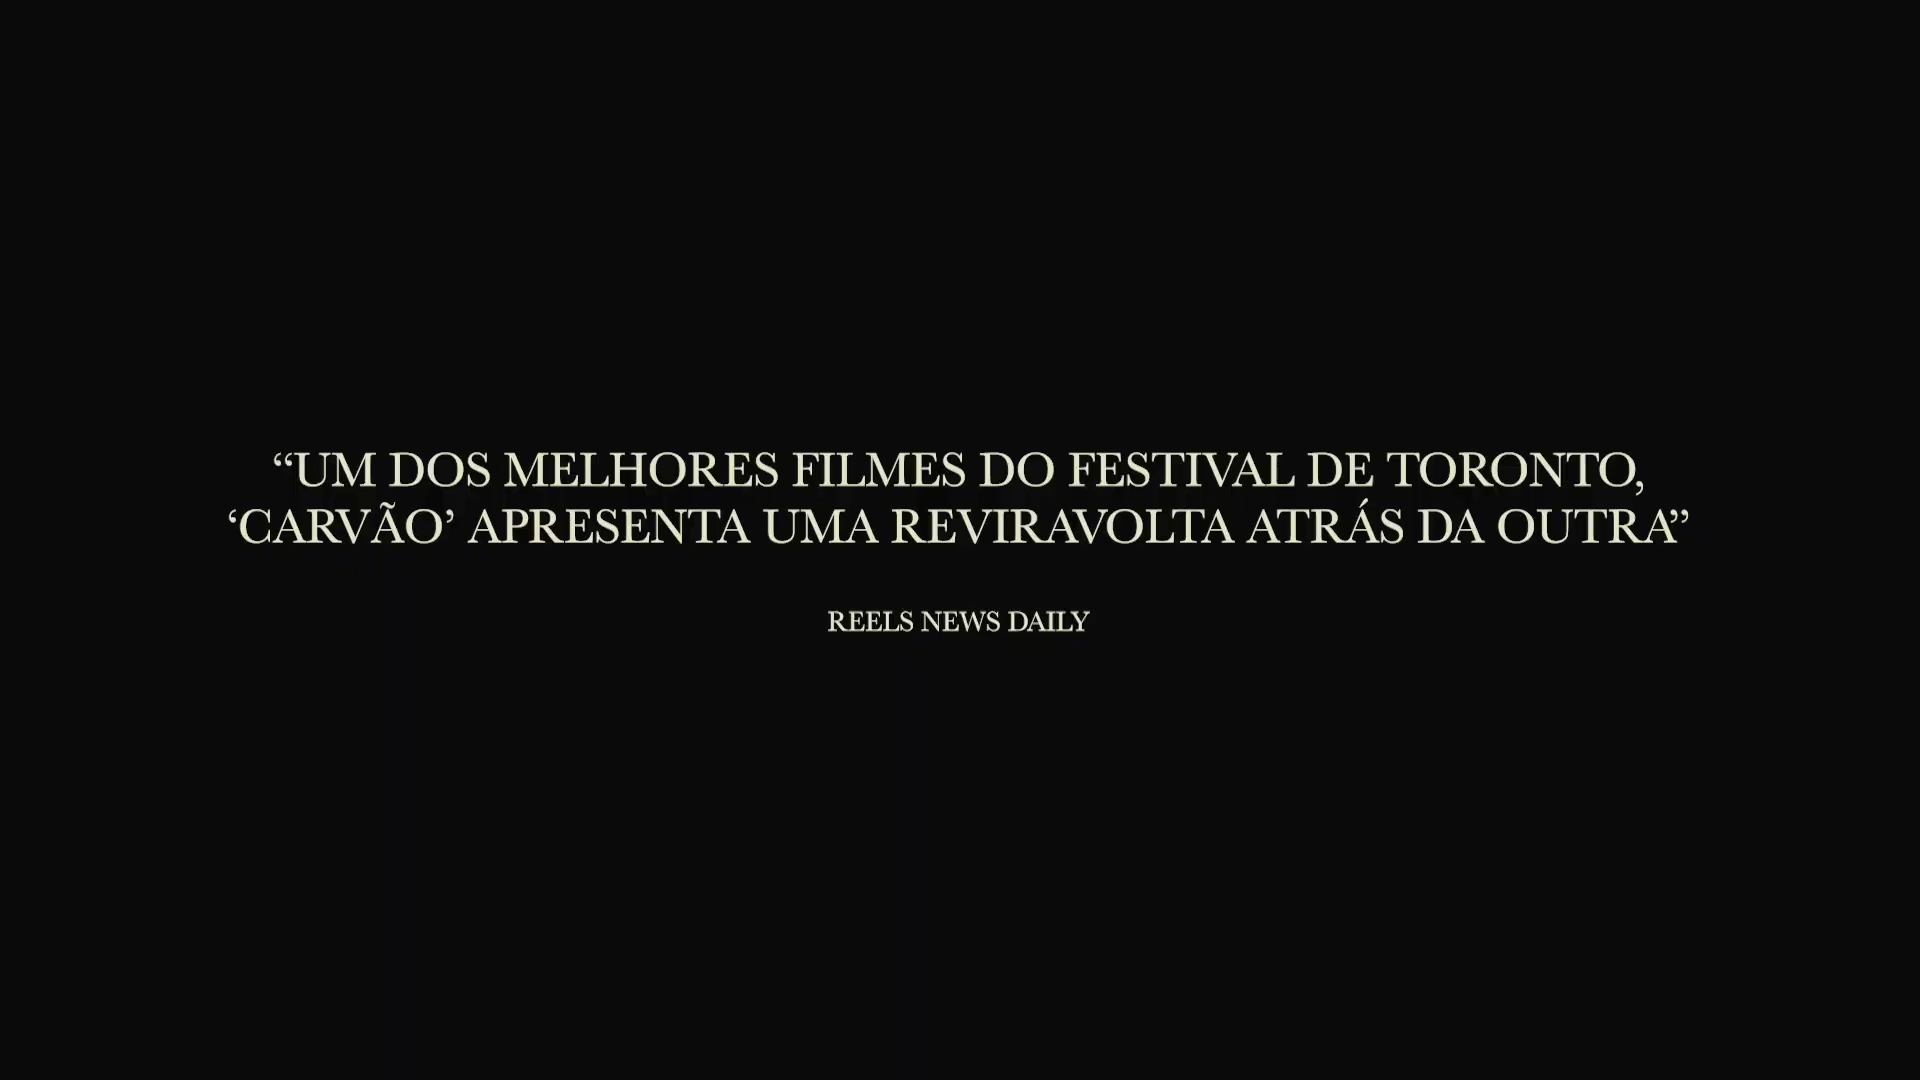 “UM DOS MELHORES FILMES DO FESTIVAL DE TORONTO,
‘CARVÃO’ APRESENTA UMA REVIRAVOLTA ATRÁS DA OUTRA”
REELS NEWS DAILY